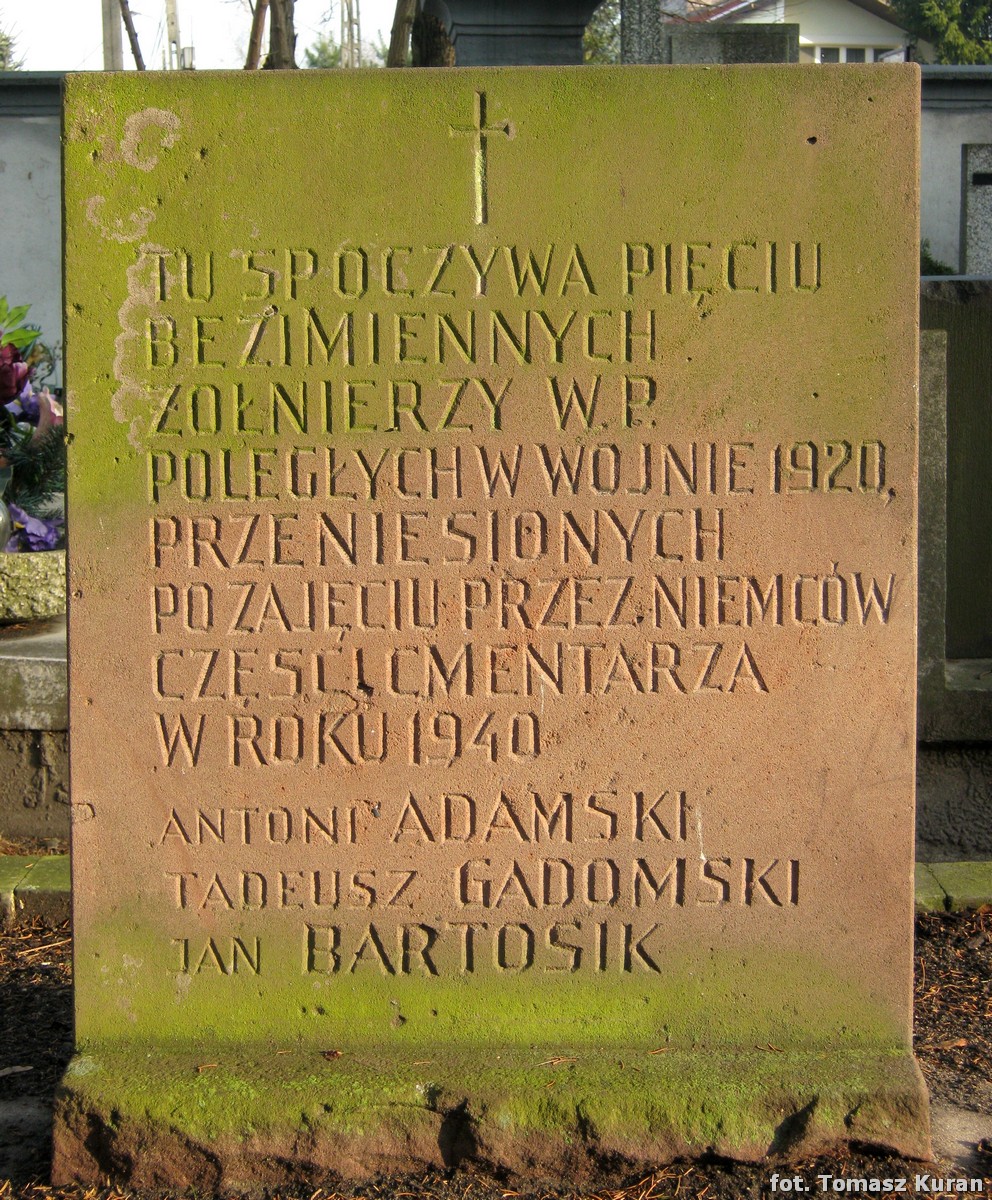 TU SPOCZYWA PIĘCIU
BEZIMIENNYCH
ŻOŁNIERZY W.P.
POLEGŁYCH W WOJNIE 1920,
PRZENIESIONYCH
PO ZAJĘCIU PRZEZ NIEMCÓW
CZĘŚCI CMENTARZA
W ROKU 1940
ANTONI ADAMSKI
TADEUSZ GADOMSKI
JAN BARTOSIK
fot. Tomasz Kuran